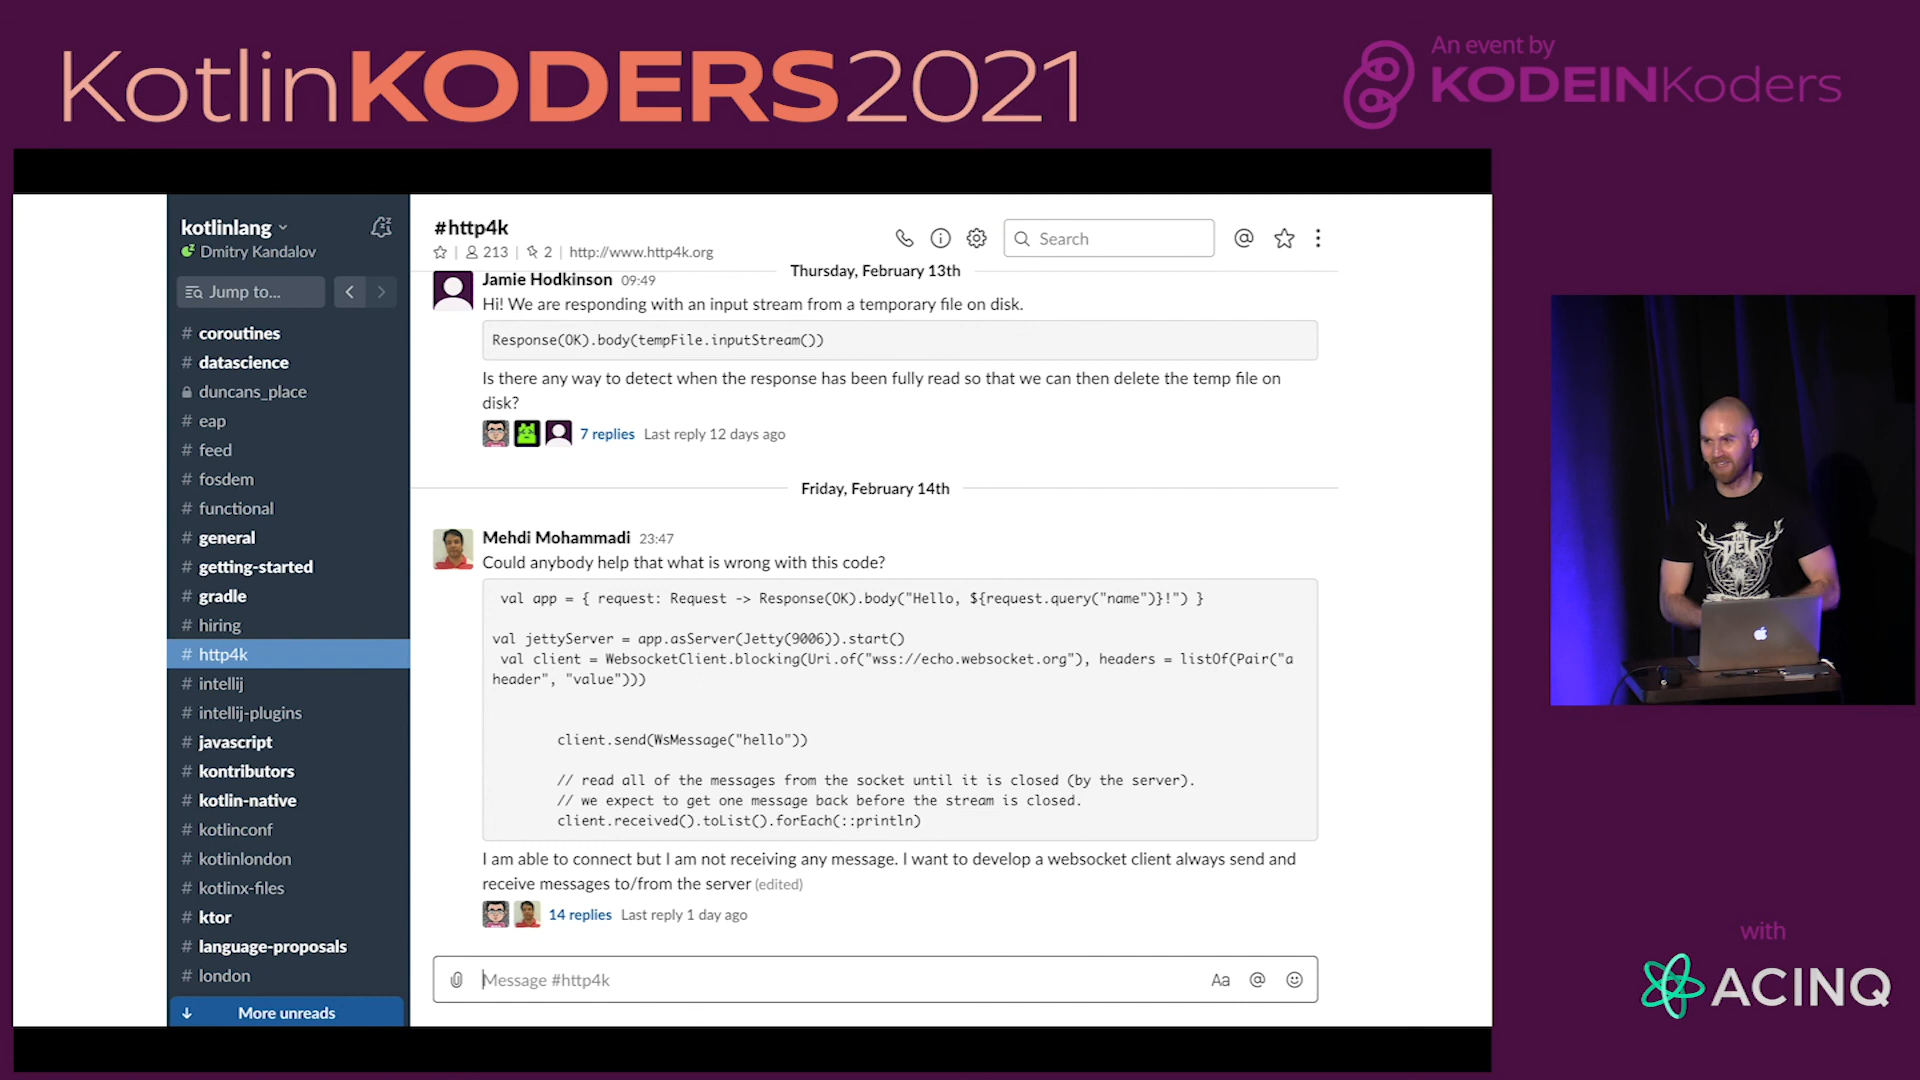 KotlinKODERS2021
An event by
KODEINKoders
kotlinlang
Dmitry Kandalov
Jump to...
# coroutines
# datascience
duncans_place
# eap
# feed
# fosdem
# functional
# general
# getting-started
# gradle
# hiring
# http4k
# intellij
# intellij-plugins
# javascript
# kontributors
# kotlin-native
# kotlinconf
# kotlinlondon
# kotlinx-files
# ktor
# language-proposals
# london
More unreads
#http4k
213 | 2 | http://www.http4k.org
Search
Thursday, February 13th
Jamie Hodkinson 09:49
Hi! We are responding with an input stream from a temporary file on disk.
Response(OK).body(tempFile.inputStream())
Is there any way to detect when the response has been fully read so that we can then delete the temp file on
disk?
7 replies Last reply 12 days ago
Friday, February 14th
Mehdi Mohammadi 23:47
Could anybody help that what is wrong with this code?
val app = { request: Request -> Response(OK).body("Hello, ${request.query("name")}!") }
val jettyServer = app.asServer(Jetty(9006)).start()
val client = WebsocketClient.blocking(Uri.of("wss://echo.websocket.org"), headers = listOf(Pair("a
header", "value")))
client.send(WsMessage("hello"))
// read all of the messages from the socket until it is closed (by the server).
// we expect to get one message back before the stream is closed.
client.received().toList().forEach(::println)
I am able to connect but I am not receiving any message. I want to develop a websocket client always send and
receive messages to/from the server (edited)
14 replies Last reply 1 day ago
Message #http4k
Aa @
THE
DEV
with
ACINQ